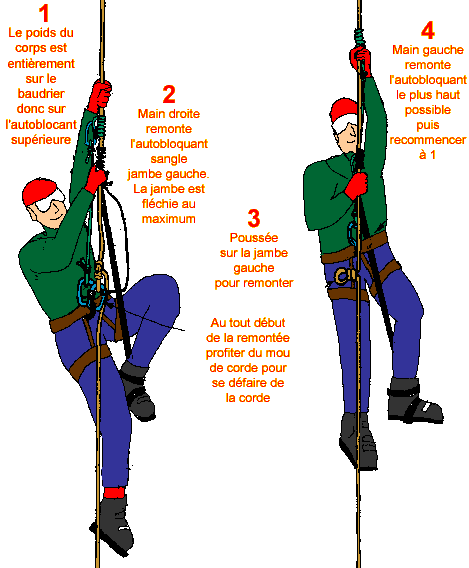 1
Le poids du
corps est
entièrement
sur le
baudrier
donc sur
l'autoblocant
supérieure
2
Main droite
remonte
l'autobloquant
sangle
jambe gauche.
La jambe est
fléchie au
maximum
3
Poussée
sur la jambe
gauche
pour remonter
Au tout début
de la remontée
profiter du mou
de corde pour
se défaire de
la corde
4
Main gauche
remonte
l'autobloquant
le plus haut
possible
puis
recommencer
à 1